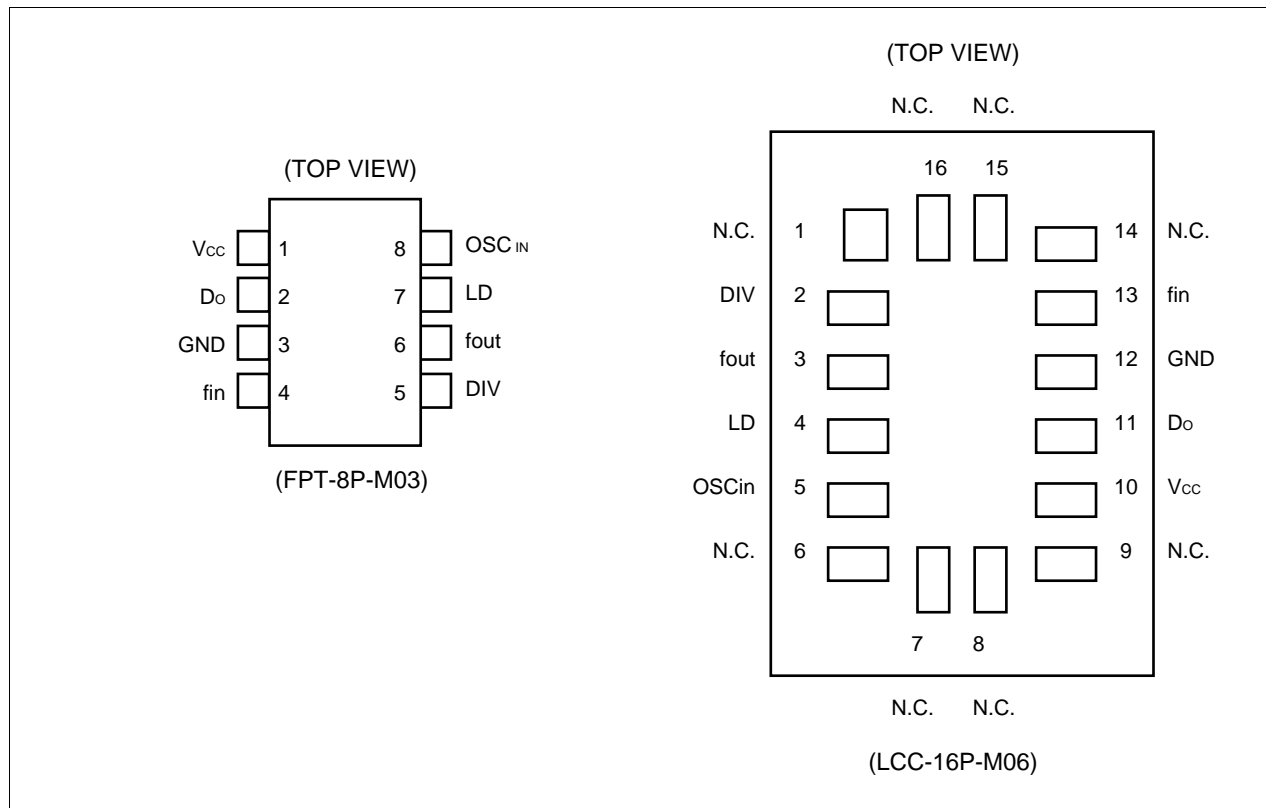 (TOP VIEW)
VCC 1 8 OSC IN
DO 2 7 LD
GND 3 6 fout
fin 4 5 DIV
(FPT-8P-M03)
(TOP VIEW)
N.C. N.C.
16 15
N.C. 1 14 N.C.
DIV 2 13 fin
fout 3 12 GND
LD 4 11 DO
OSCin 5 10 VCC
N.C. 6 9 N.C.
7 8
N.C. N.C.
(LCC-16P-M06)